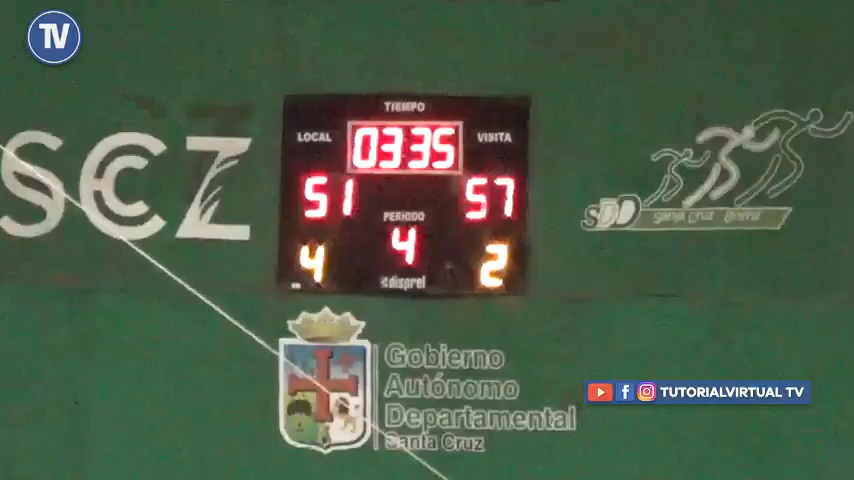 TV
TIEMPO
LOCAL
03:35
VISITA
51
57
PERIODO
4
4
2
disprel
SCZ
SDD
Santa Cruz
Gobierno
Autónomo
Departamental
Santa Cruz
TUTORIALVIRTUAL TV